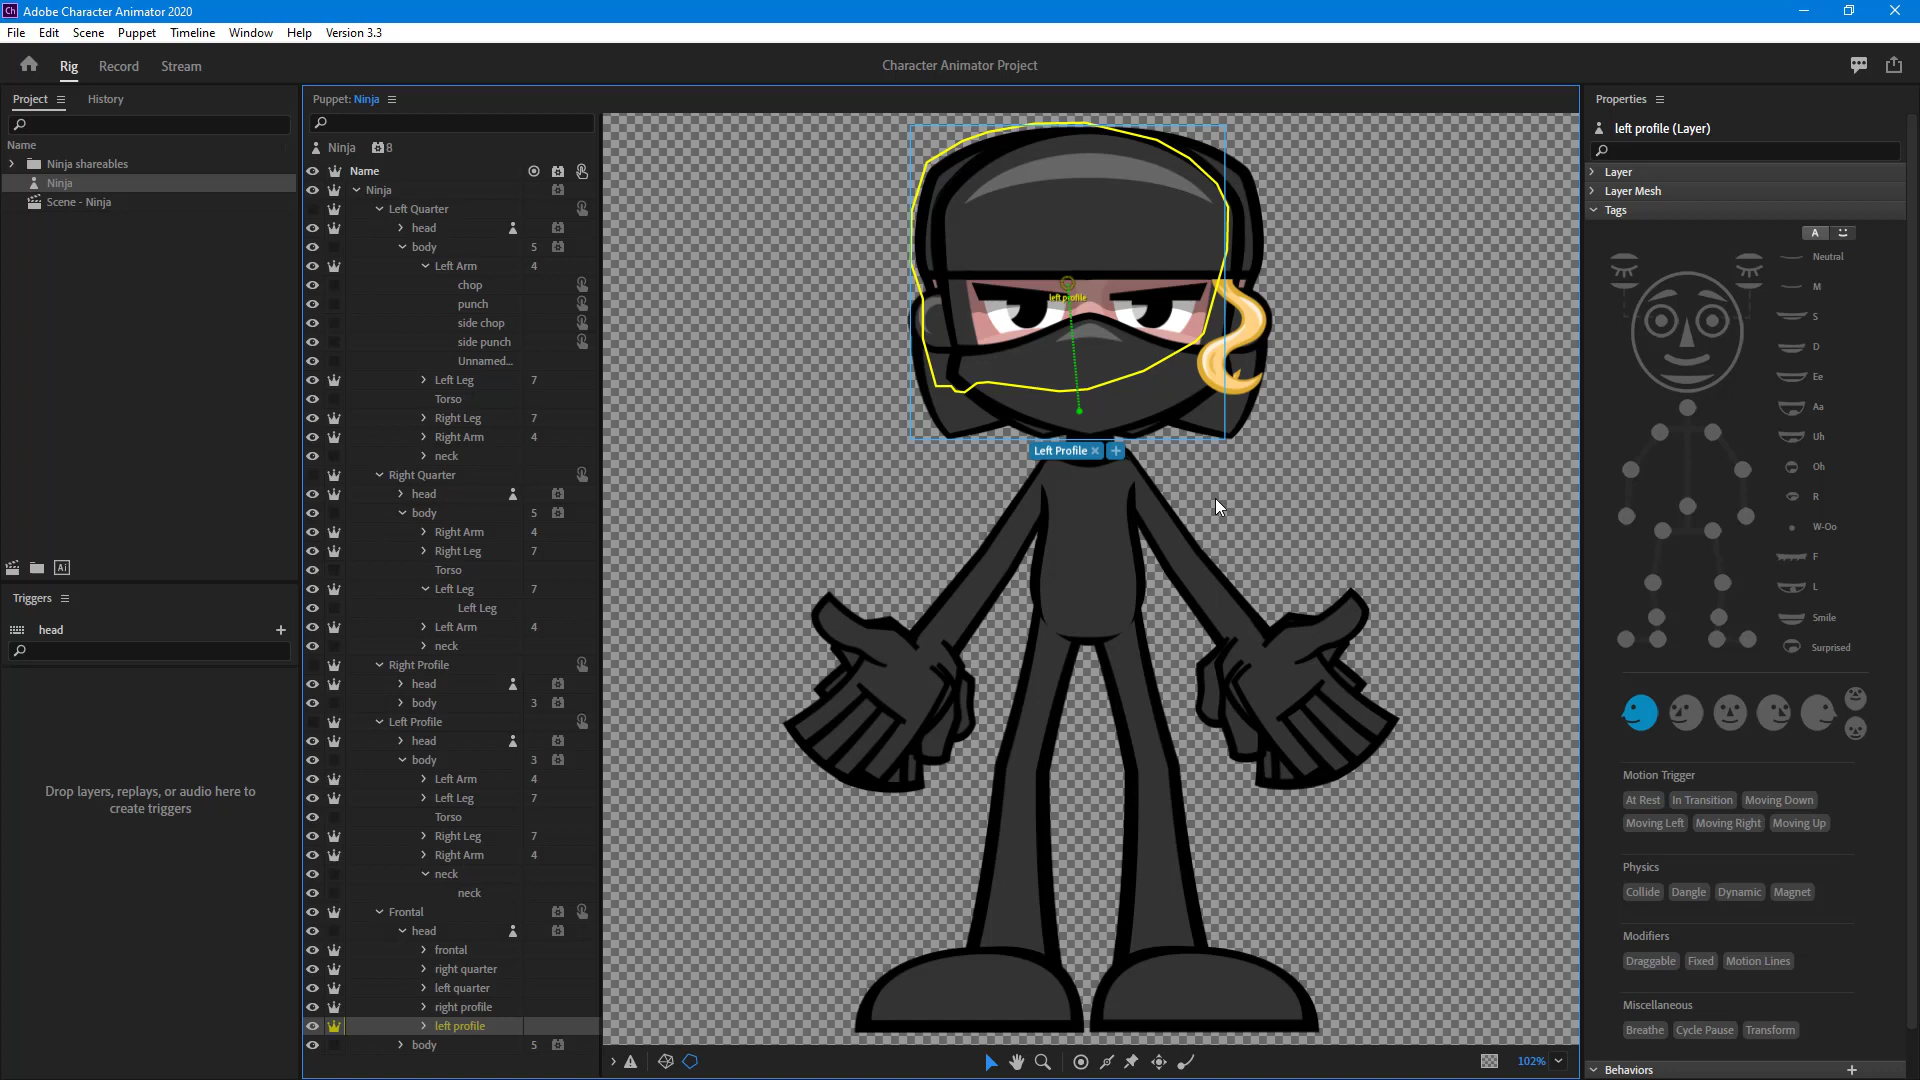 Ch Adobe Character Animator 2020
File Edit Scene Puppet Timeline Window Help Version 3.3
Rig Record Stream
Character Animator Project
Project History
Name
Ninja shareables
Ninja
Scene - Ninja
Ai
Triggers
head
Drop layers, replays, or audio here to
create triggers
Puppet: Ninja
Ninja 8
Name
Ninja
Left Quarter
head
body 5
Left Arm 4
chop
punch
side chop
side punch
Unnamed...
Left Leg 7
Torso
Right Leg 7
Right Arm 4
neck
Right Quarter
head
body 5
Right Arm 4
Right Leg 7
Torso
Left Leg 7
Left Leg
Left Arm 4
neck
Right Profile
head
body 3
Left Profile
head
body 3
Left Arm 4
Left Leg 7
Torso
Right Leg 7
Right Arm 4
neck
neck
Frontal
head
frontal
right quarter
left quarter
right profile
left profile
body 5
left profile
Left Profile × +
102%
Properties
left profile (Layer)
Layer
Layer Mesh
Tags
A
Neutral
M
S
D
Ee
Aa
Uh
Oh
R
W-Oo
F
L
Smile
Surprised
Motion Trigger
At Rest In Transition Moving Down
Moving Left Moving Right Moving Up
Physics
Collide Dangle Dynamic Magnet
Modifiers
Draggable Fixed Motion Lines
Miscellaneous
Breathe Cycle Pause Transform
Behaviors